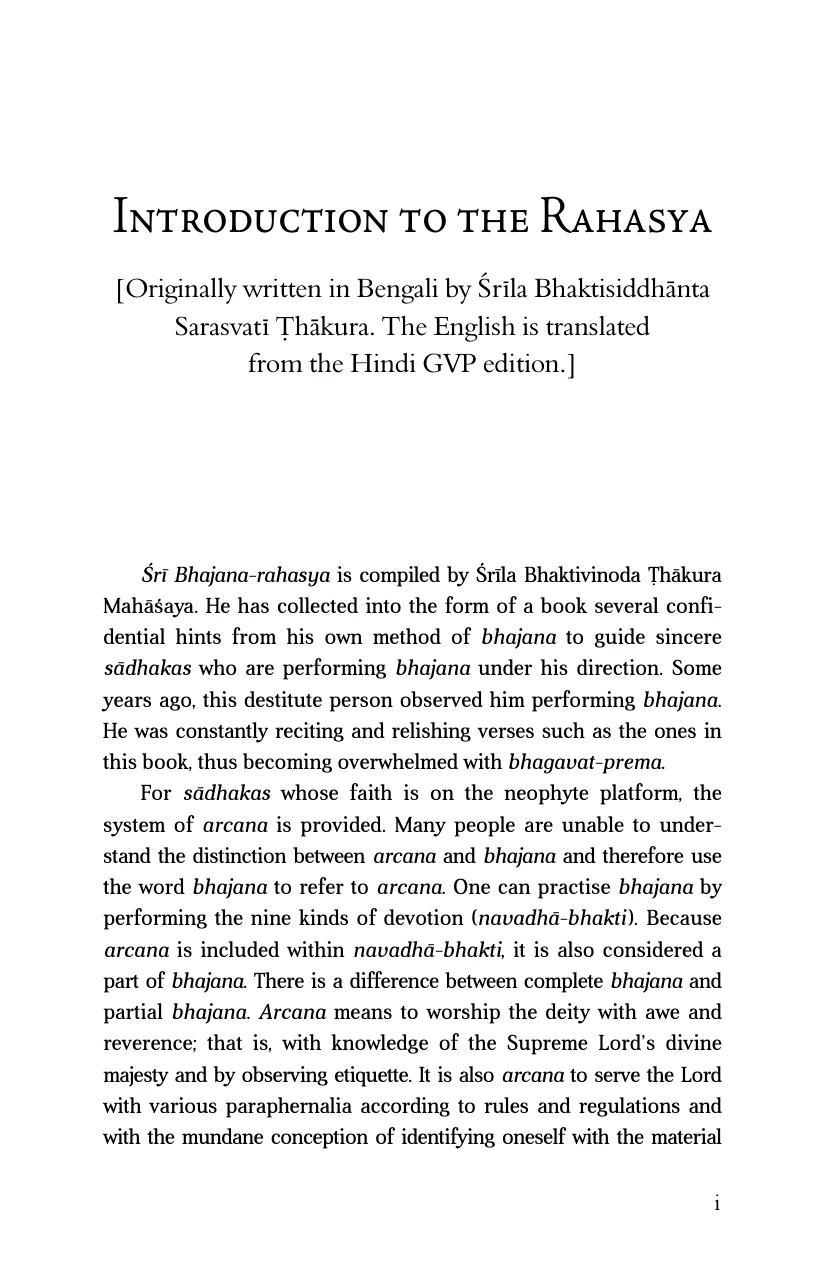 Introduction to the Rahasya
[Originally written in Bengali by Śrīla Bhaktisiddhānta
Sarasvatī Ṭhākura. The English is translated
from the Hindi GVP edition.]
Śrī Bhajana-rahasya is compiled by Śrīla Bhaktivinoda Ṭhākura
Mahāśaya. He has collected into the form of a book several confi-
dential hints from his own method of bhajana to guide sincere
sādhakas who are performing bhajana under his direction. Some
years ago, this destitute person observed him performing bhajana.
He was constantly reciting and relishing verses such as the ones in
this book, thus becoming overwhelmed with bhagavat-prema.
For sādhakas whose faith is on the neophyte platform, the
system of arcana is provided. Many people are unable to under-
stand the distinction between arcana and bhajana and therefore use
the word bhajana to refer to arcana. One can practise bhajana by
performing the nine kinds of devotion (navadhā-bhakti). Because
arcana is included within navadhā-bhakti, it is also considered a
part of bhajana. There is a difference between complete bhajana and
partial bhajana. Arcana means to worship the deity with awe and
reverence; that is, with knowledge of the Supreme Lord's divine
majesty and by observing etiquette. It is also arcana to serve the Lord
with various paraphernalia according to rules and regulations and
with the mundane conception of identifying oneself with the material
i